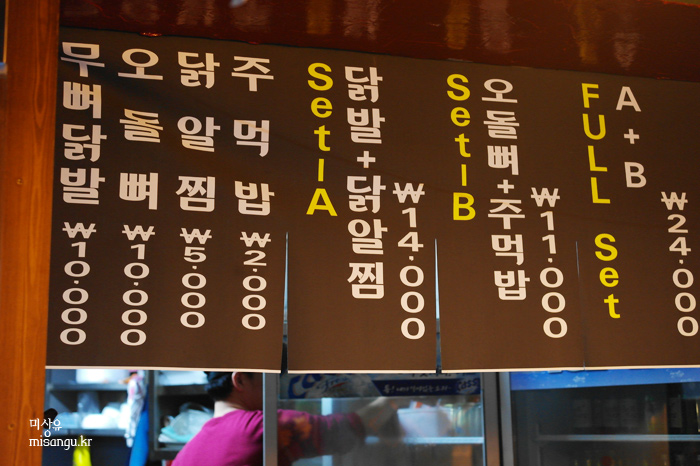 무뼈닭발 ₩10.000
오돌뼈 ₩10.000
닭알찜 ₩5.000
주먹밥 ₩2.000
Set-A
닭발+닭알찜
₩14.000
Set-B
오돌뼈+주먹밥
₩11.000
FULL Set
A+B
₩24.000
미상유
misangu.kr